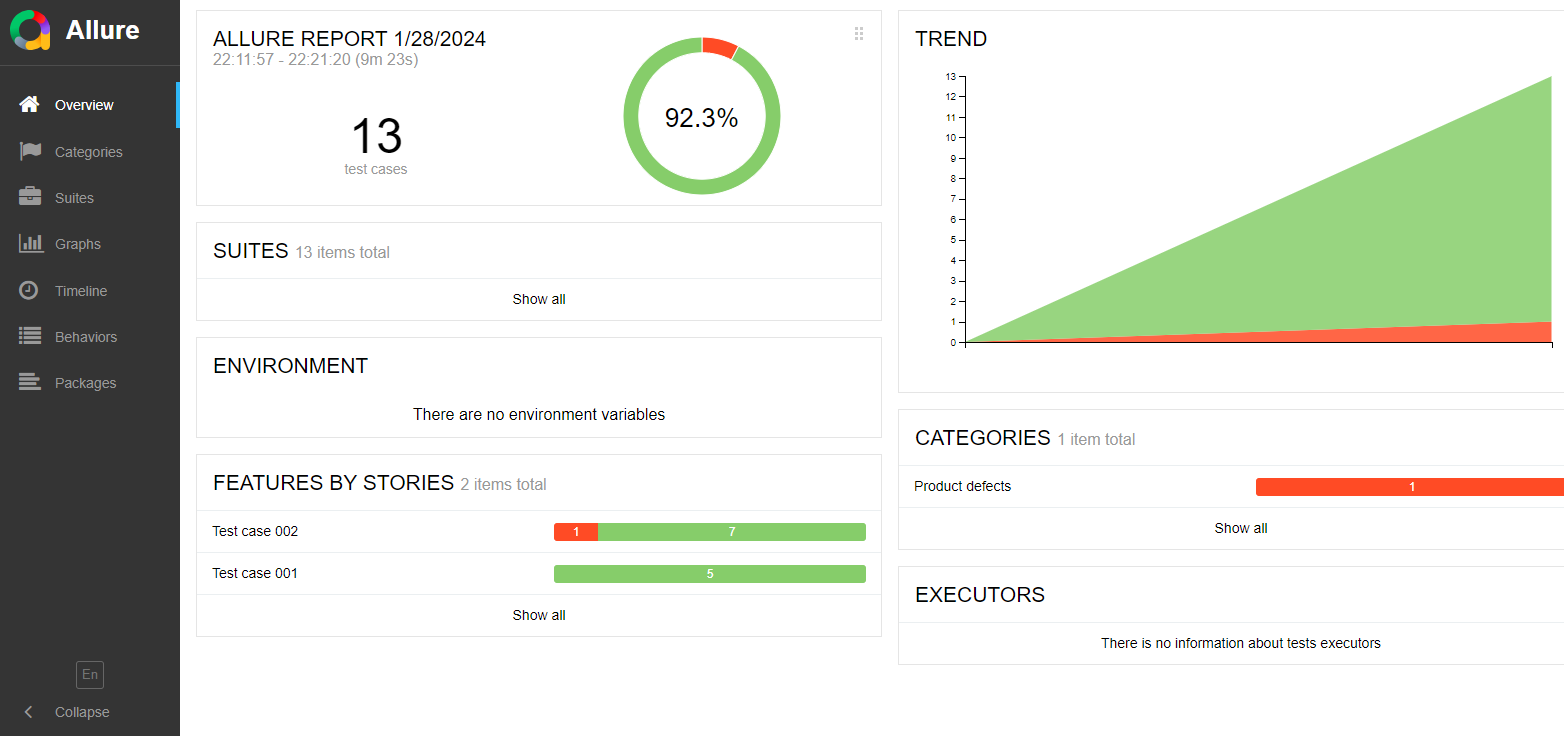 Allure
Overview
Categories
Suites
Graphs
Timeline
Behaviors
Packages
En
Collapse
ALLURE REPORT 1/28/2024
22:11:57 - 22:21:20 (9m 23s)
13
test cases
92.3%
SUITES 13 items total
Show all
ENVIRONMENT
There are no environment variables
FEATURES BY STORIES 2 items total
Test case 002 1 7
Test case 001 5
Show all
TREND
13
12
11
10
9
8
7
6
5
4
3
2
1
0
CATEGORIES 1 item total
Product defects 1
Show all
EXECUTORS
There is no information about tests executors